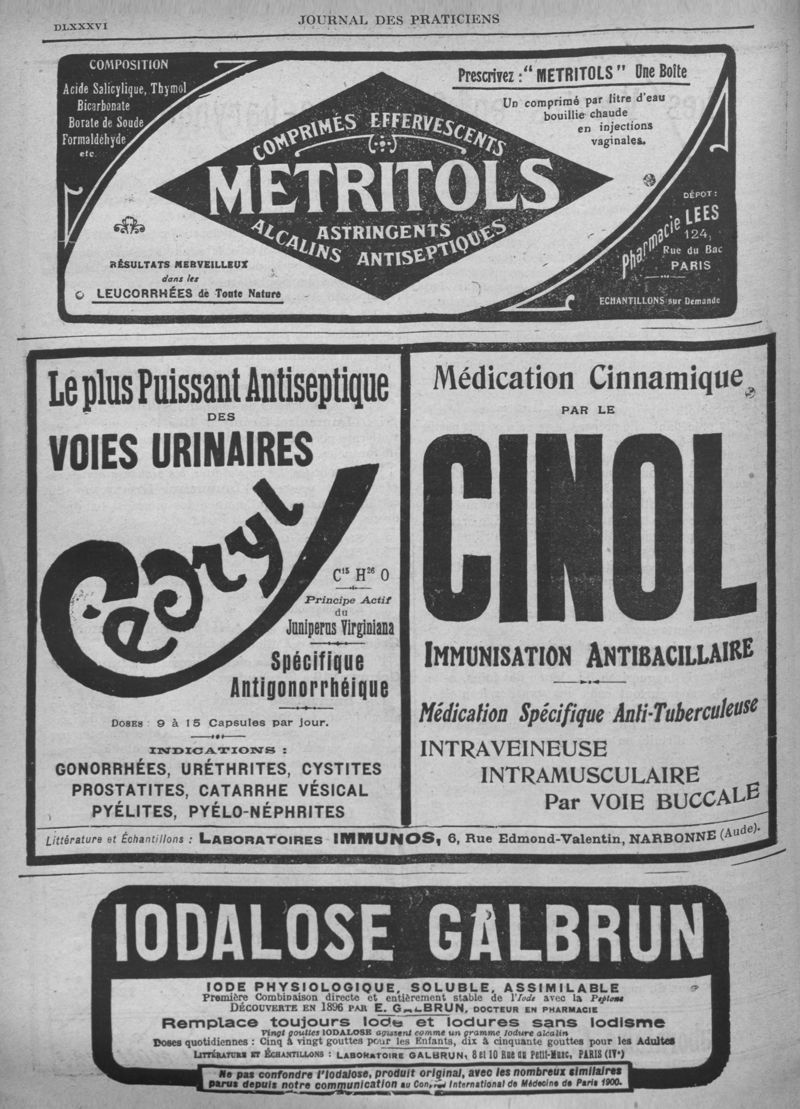 DLXXXVI
JOURNAL DES PRATICIENS
COMPOSITION
Acide Salicylique, Thymol
Bicarbonate
Borate de Soude
Formaldéhyde
etc.
Prescrivez : "METRITOLS" Une Boîte
Un comprimé par litre d'eau
bouillie chaude
en injections
vaginales.
COMPRIMÉS EFFERVESCENTS
METRITOLS
ASTRINGENTS
ALCALINS ANTISEPTIQUES
RÉSULTATS MERVEILLEUX
dans les
LEUCORRHÉES de Toute Nature
DÉPOT :
Pharmacie LEES
124,
Rue du Bac
PARIS
ECHANTILLONS sur Demande
Le plus Puissant Antiseptique
DES
VOIES URINAIRES
Cedryl
C¹⁵ H²⁶ O
Principe Actif
du
Juniperus Virginiana
Spécifique
Antigonorrhéique
DOSES : 9 à 15 Capsules par jour.
INDICATIONS :
GONORRHÉES, URÉTHRITES, CYSTITES
PROSTATITES, CATARRHE VÉSICAL
PYÉLITES, PYÉLO-NÉPHRITES
Médication Cinnamique
PAR LE
CINOL
IMMUNISATION ANTIBACILLAIRE
Médication Spécifique Anti-Tuberculeuse
INTRAVEINEUSE
INTRAMUSCULAIRE
Par VOIE BUCCALE
Littérature et Échantillons : LABORATOIRES IMMUNOS, 6, Rue Edmond-Valentin, NARBONNE (Aude).
IODALOSE GALBRUN
IODE PHYSIOLOGIQUE, SOLUBLE, ASSIMILABLE
Première Combinaison directe et entièrement stable de l'Iode avec la Peptone
DÉCOUVERTE EN 1896 PAR E. GALBRUN, DOCTEUR EN PHARMACIE
Remplace toujours Iode et Iodures sans Iodisme
Vingt gouttes IODALOSE agissent comme un gramme Iodure alcalin
Doses quotidiennes : Cinq à vingt gouttes pour les Enfants, dix à cinquante gouttes pour les Adultes
LITTÉRATURE ET ÉCHANTILLONS : LABORATOIRE GALBRUN, 8 et 10 Rue du Petit-Musc, PARIS (IVᵉ)
Ne pas confondre l'Iodalose, produit original, avec les nombreux similaires
parus depuis notre communication au Congrès International de Médecine de Paris 1900.